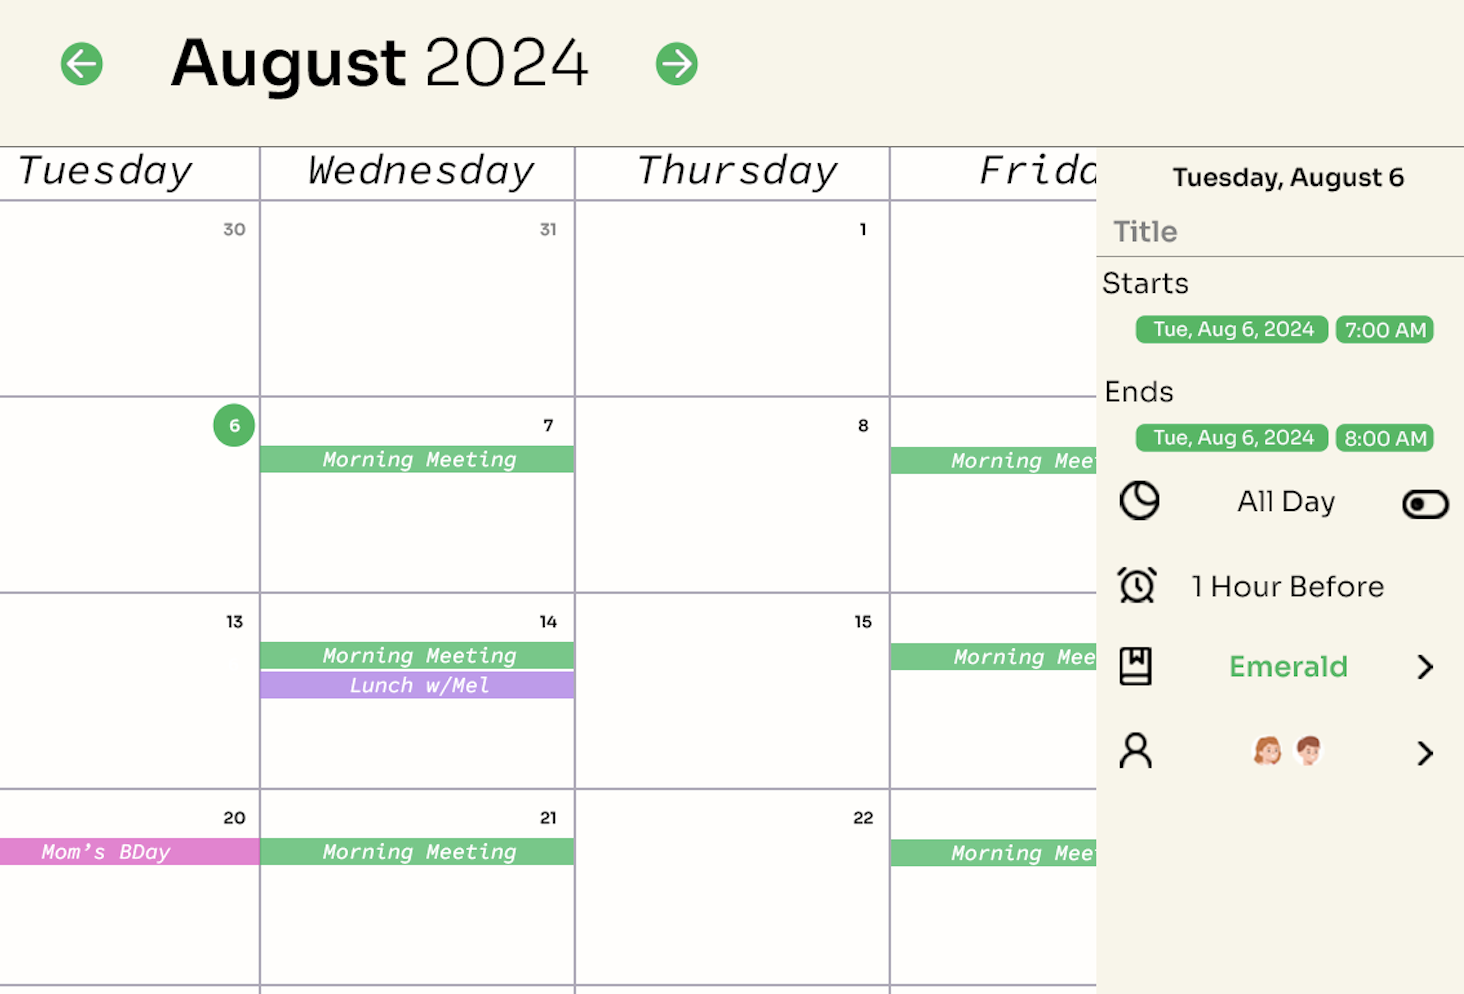 August 2024
Tuesday Wednesday Thursday Frida
30 31 1
6 7 8
Morning Meeting Morning Mee
13 14 15
Morning Meeting Morning Mee
Lunch w/Mel
20 21 22
Mom's BDay Morning Meeting Morning Mee
Tuesday, August 6
Title
Starts
Tue, Aug 6, 2024 7:00 AM
Ends
Tue, Aug 6, 2024 8:00 AM
All Day
1 Hour Before
Emerald